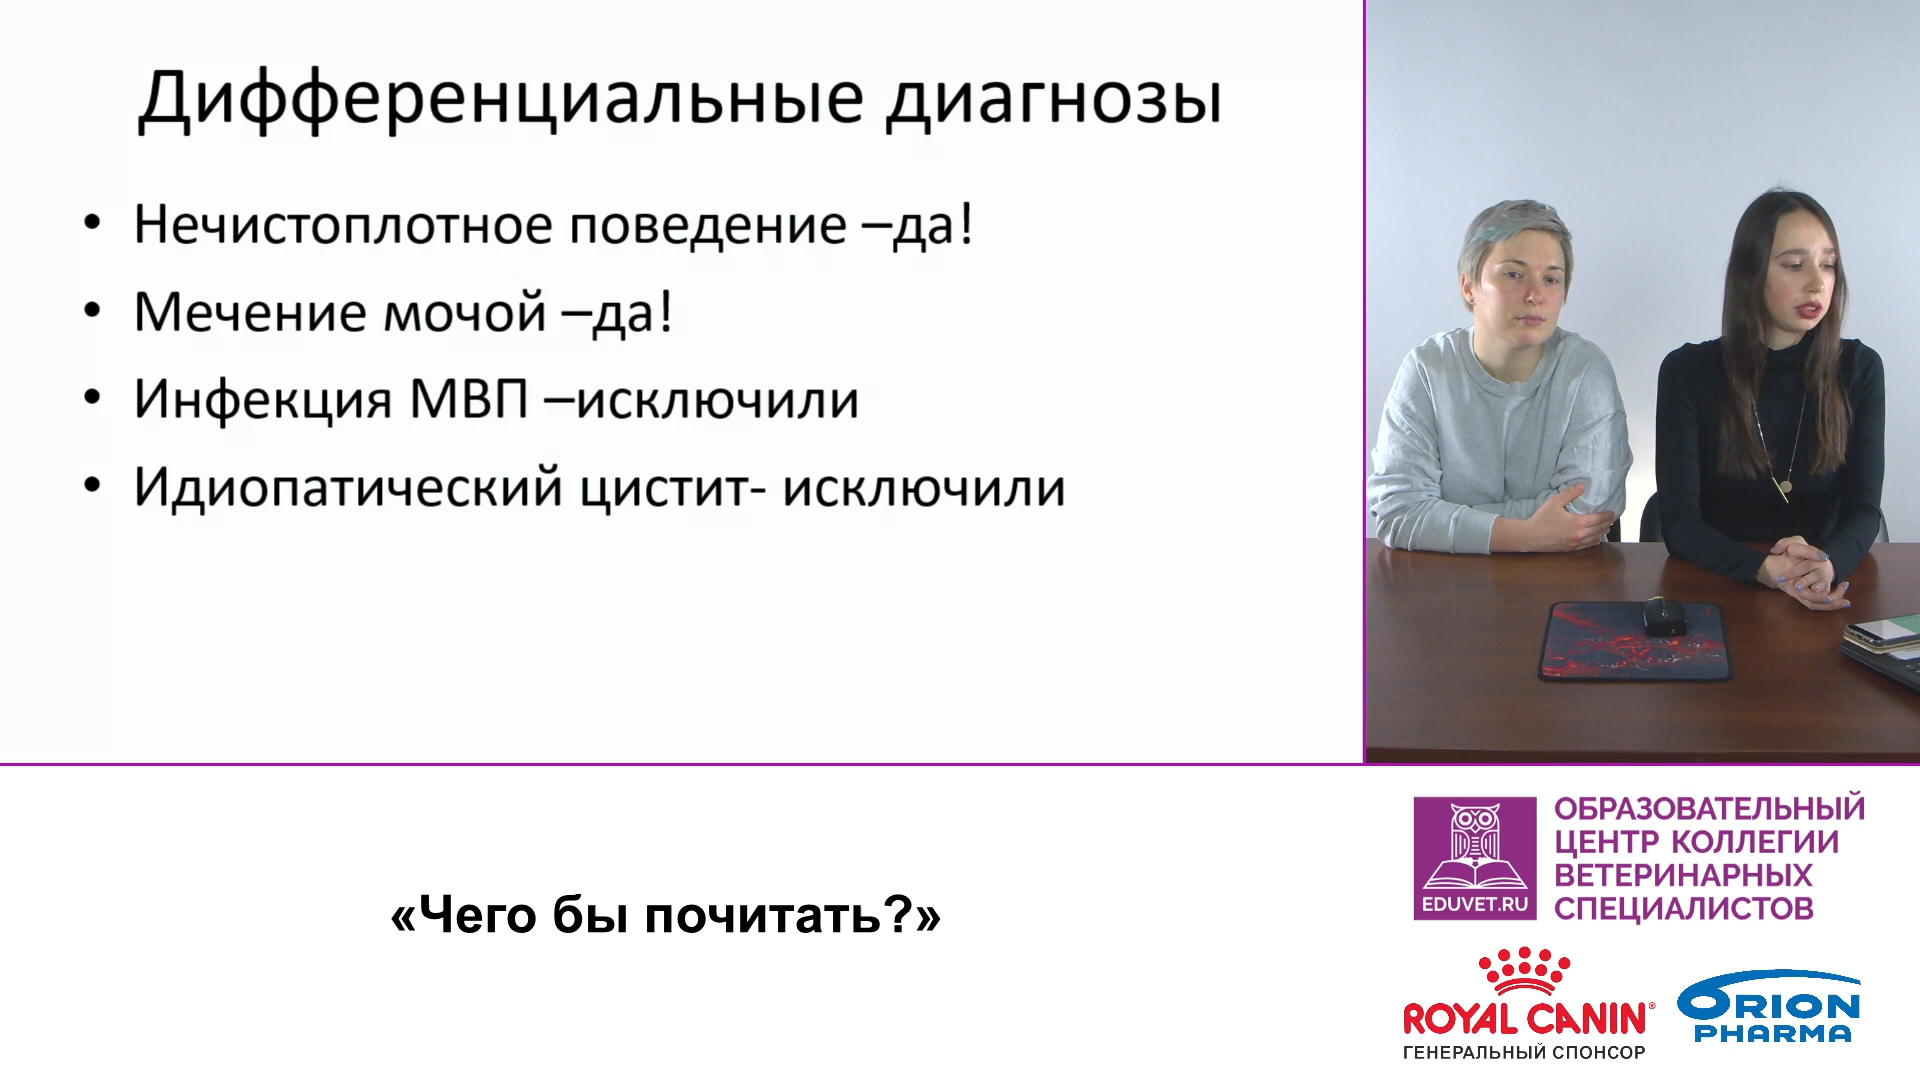 Дифференциальные диагнозы
• Нечистоплотное поведение –да!
• Мечение мочой –да!
• Инфекция МВП –исключили
• Идиопатический цистит- исключили
«Чего бы почитать?»
EDUVET.RU
ОБРАЗОВАТЕЛЬНЫЙ
ЦЕНТР КОЛЛЕГИИ
ВЕТЕРИНАРНЫХ
СПЕЦИАЛИСТОВ
ROYAL CANIN®
ГЕНЕРАЛЬНЫЙ СПОНСОР
ORION
PHARMA